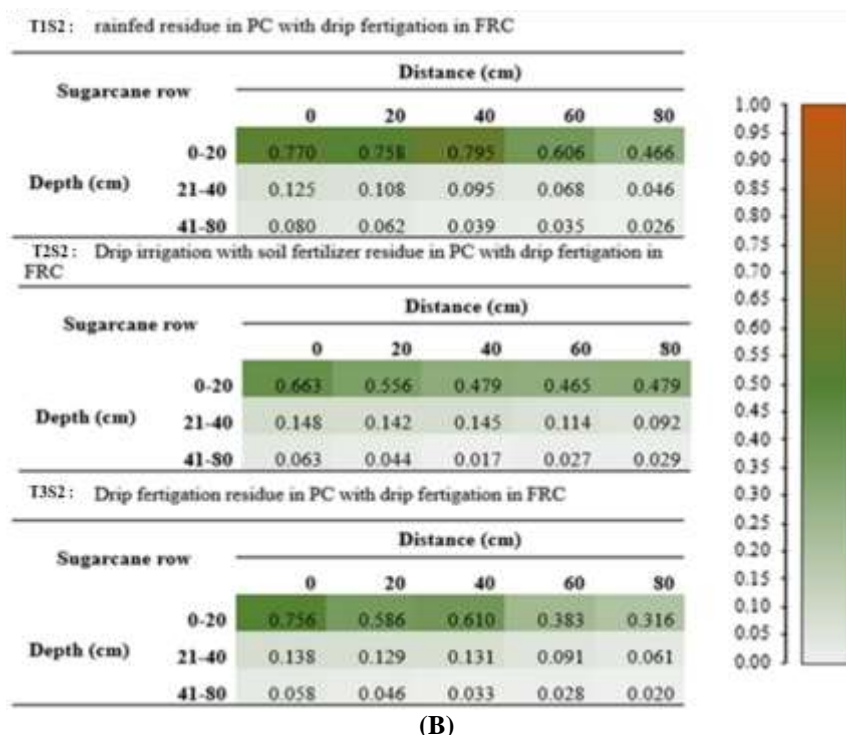 T1S2: rainfed residue in PC with drip fertigation in FRC
Distance (cm)
Sugarcane row
0 20 40 60 80
0-20 0.770 0.758 0.795 0.606 0.466
Depth (cm) 21-40 0.125 0.108 0.095 0.068 0.046
41-80 0.080 0.062 0.039 0.035 0.026
T2S2: Drip irrigation with soil fertilizer residue in PC with drip fertigation in
FRC
Distance (cm)
Sugarcane row
0 20 40 60 80
0-20 0.663 0.556 0.479 0.465 0.479
Depth (cm) 21-40 0.148 0.142 0.145 0.114 0.092
41-80 0.063 0.044 0.017 0.027 0.029
T3S2: Drip fertigation residue in PC with drip fertigation in FRC
Distance (cm)
Sugarcane row
0 20 40 60 80
0-20 0.756 0.586 0.610 0.383 0.316
Depth (cm) 21-40 0.138 0.129 0.131 0.091 0.061
41-80 0.058 0.046 0.033 0.028 0.020
1.00
0.95
0.90
0.85
0.80
0.75
0.70
0.65
0.60
0.55
0.50
0.45
0.40
0.35
0.30
0.25
0.20
0.15
0.10
0.05
0.00
(B)